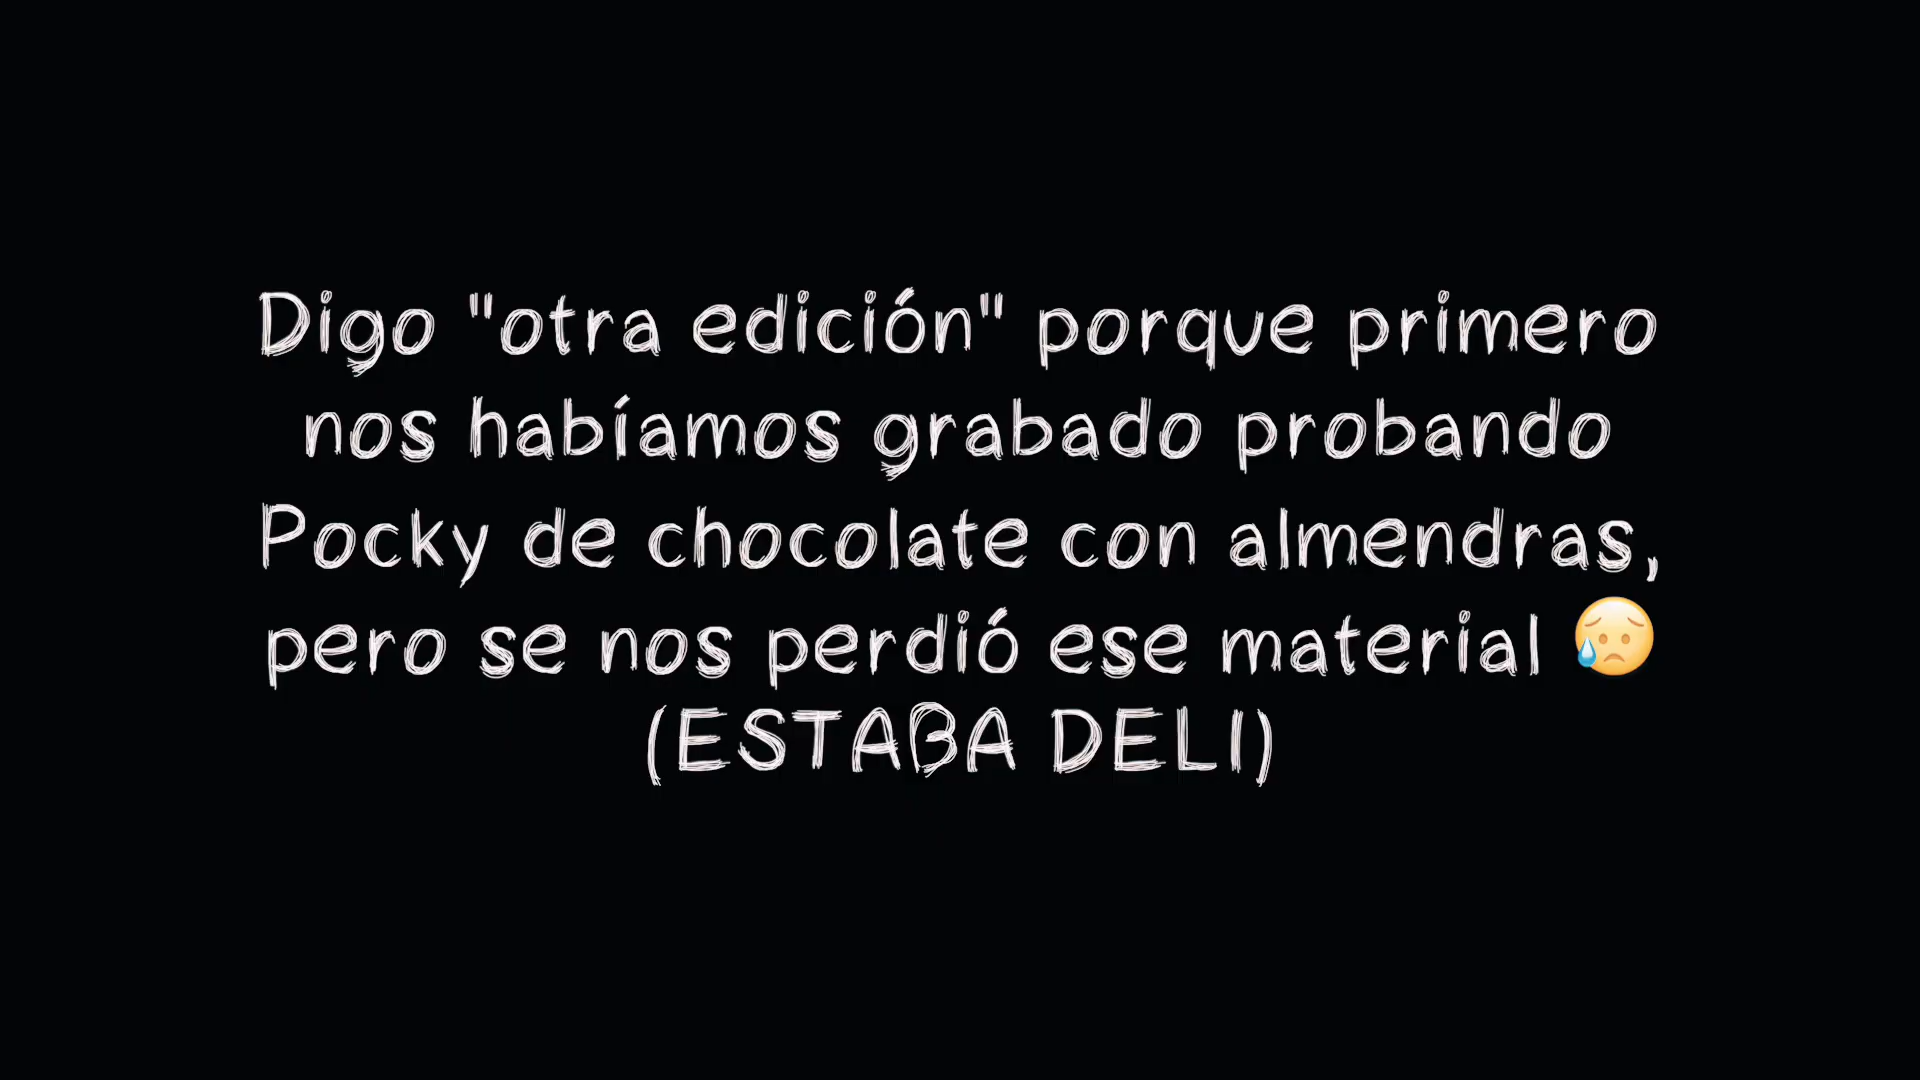 Digo "otra edición" porque primero
nos habíamos grabado probando
Pocky de chocolate con almendras,
pero se nos perdió ese material 😥
(ESTABA DELI)